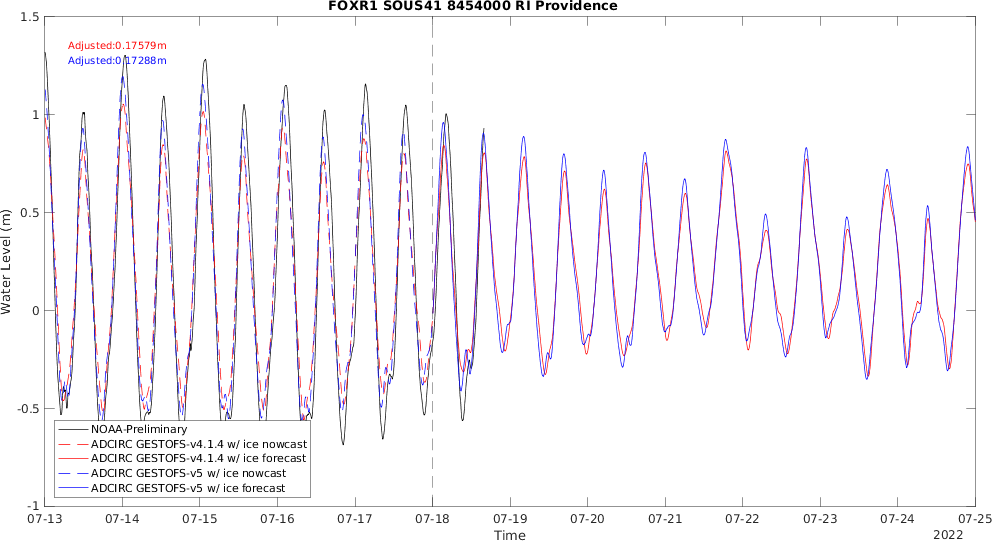 FOXR1 SOUS41 8454000 RI Providence
1.5
Adjusted:0.17579m
Adjusted:0.17288m
1
0.5
Water Level (m)
0
-0.5
NOAA-Preliminary
ADCIRC GESTOFS-v4.1.4 w/ ice nowcast
ADCIRC GESTOFS-v4.1.4 w/ ice forecast
ADCIRC GESTOFS-v5 w/ ice nowcast
ADCIRC GESTOFS-v5 w/ ice forecast
-1
07-13 07-14 07-15 07-16 07-17 07-18 07-19 07-20 07-21 07-22 07-23 07-24 07-25
Time
2022